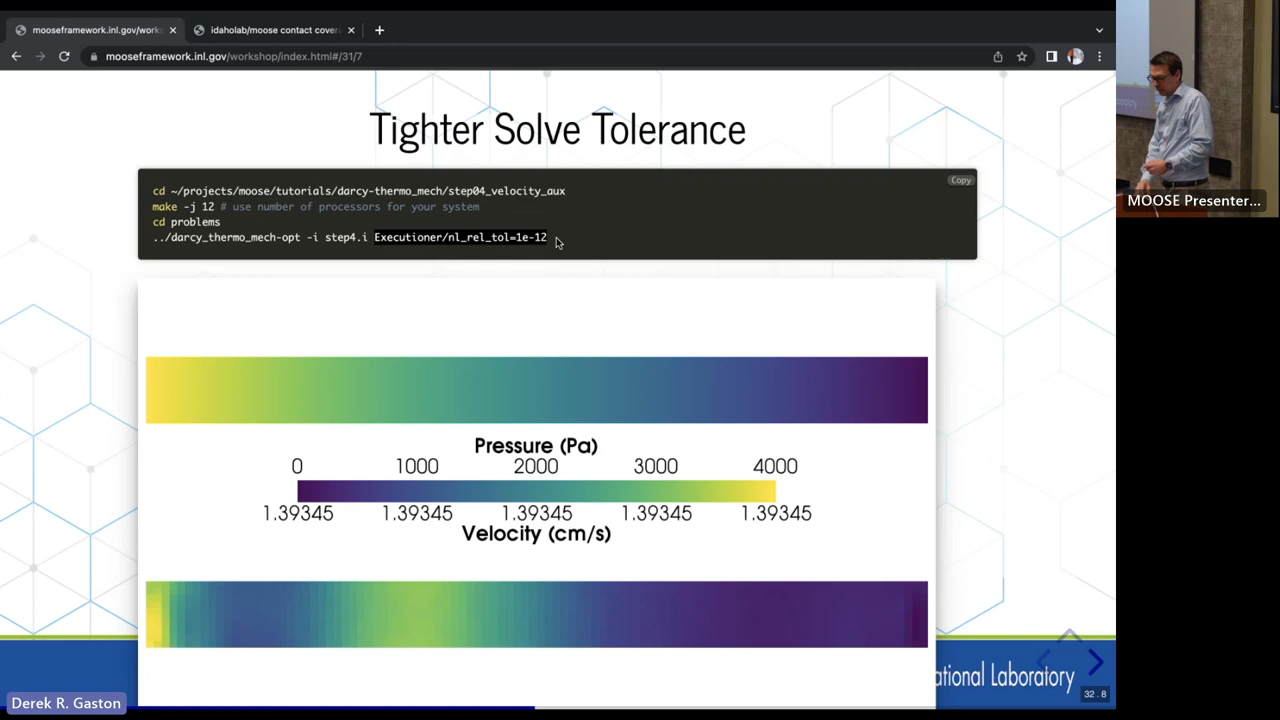 mooseframework.inl.gov/works
idaholab/moose contact cover
mooseframework.inl.gov/workshop/index.html#/31/7
Tighter Solve Tolerance
Copy
cd ~/projects/moose/tutorials/darcy-thermo_mech/step04_velocity_aux
make -j 12 # use number of processors for your system
cd problems
../darcy_thermo_mech-opt -i step4.i Executioner/nl_rel_tol=1e-12
MOOSE Presenter...
Pressure (Pa)
0 1000 2000 3000 4000
1.39345 1.39345 1.39345 1.39345 1.39345
Velocity (cm/s)
ational Laboratory
32.8
Derek R. Gaston